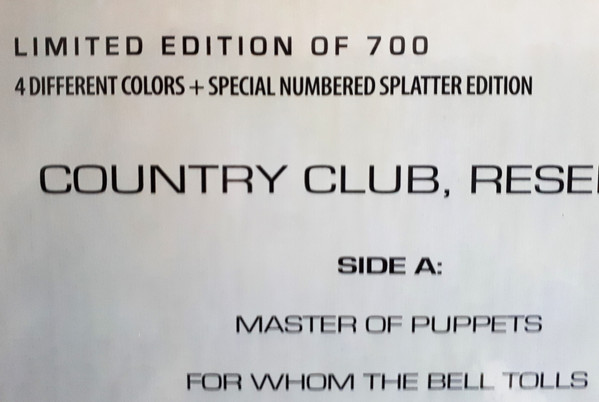 LIMITED EDITION OF 700
4 DIFFERENT COLORS + SPECIAL NUMBERED SPLATTER EDITION
COUNTRY CLUB,
SIDE A:
MASTER OF PUPPETS
FOR WHOM THE BELL TOLLS